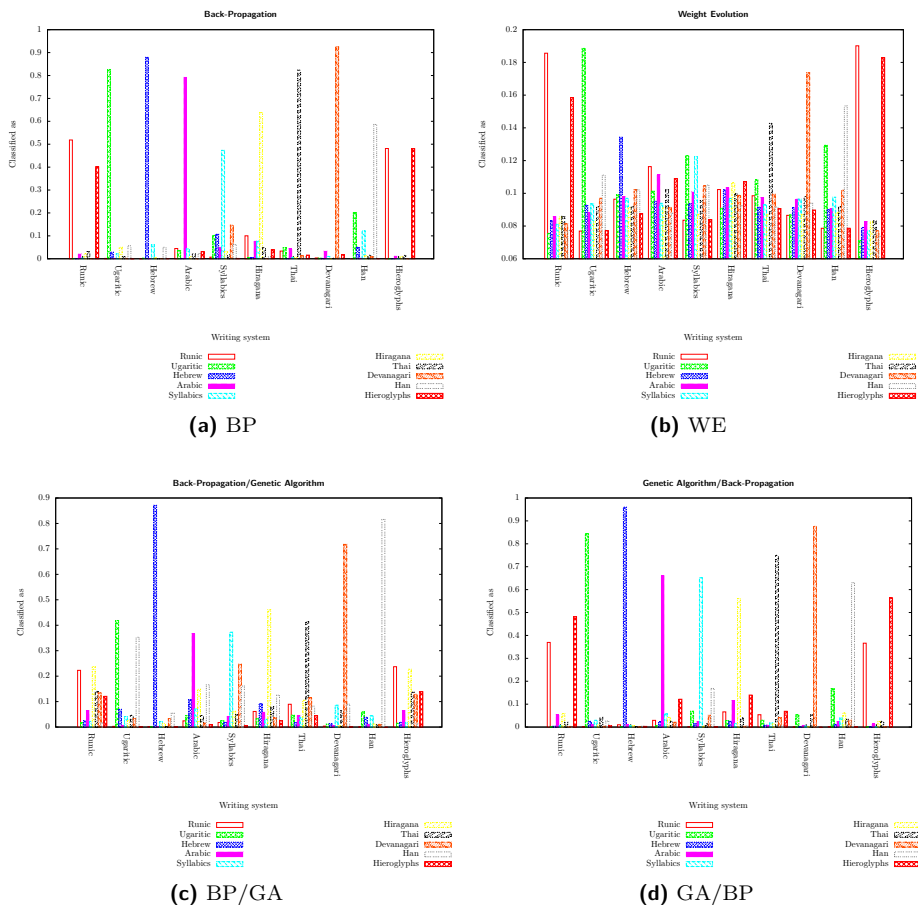 Back-Propagation
1
0.9
0.8
0.7
0.6
0.5
0.4
0.3
0.2
0.1
0
Classified as
Runic
Ugaritic
Hebrew
Arabic
Syllabics
Hiragana
Thai
Devanagari
Han
Hieroglyphs
Writing system
Runic
Ugaritic
Hebrew
Arabic
Syllabics
Hiragana
Thai
Devanagari
Han
Hieroglyphs
(a) BP
Weight Evolution
0.2
0.18
0.16
0.14
0.12
0.1
0.08
0.06
Classified as
Runic
Ugaritic
Hebrew
Arabic
Syllabics
Hiragana
Thai
Devanagari
Han
Hieroglyphs
Writing system
Runic
Ugaritic
Hebrew
Arabic
Syllabics
Hiragana
Thai
Devanagari
Han
Hieroglyphs
(b) WE
Back-Propagation/Genetic Algorithm
0.9
0.8
0.7
0.6
0.5
0.4
0.3
0.2
0.1
0
Classified as
Runic
Ugaritic
Hebrew
Arabic
Syllabics
Hiragana
Thai
Devanagari
Han
Hieroglyphs
Writing system
Runic
Ugaritic
Hebrew
Arabic
Syllabics
Hiragana
Thai
Devanagari
Han
Hieroglyphs
(c) BP/GA
Genetic Algorithm/Back-Propagation
1
0.9
0.8
0.7
0.6
0.5
0.4
0.3
0.2
0.1
0
Classified as
Runic
Ugaritic
Hebrew
Arabic
Syllabics
Hiragana
Thai
Devanagari
Han
Hieroglyphs
Writing system
Runic
Ugaritic
Hebrew
Arabic
Syllabics
Hiragana
Thai
Devanagari
Han
Hieroglyphs
(d) GA/BP